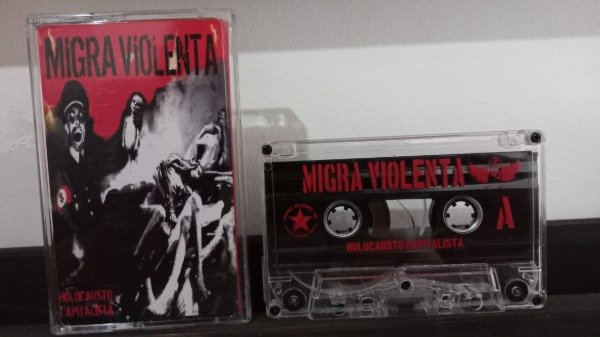 MiGRA ViOLENTA
HOLOCAUSTO
CAPITALISTA
MIGRA VIOLENTA
A
HOLOCAUSTO CAPITALISTA